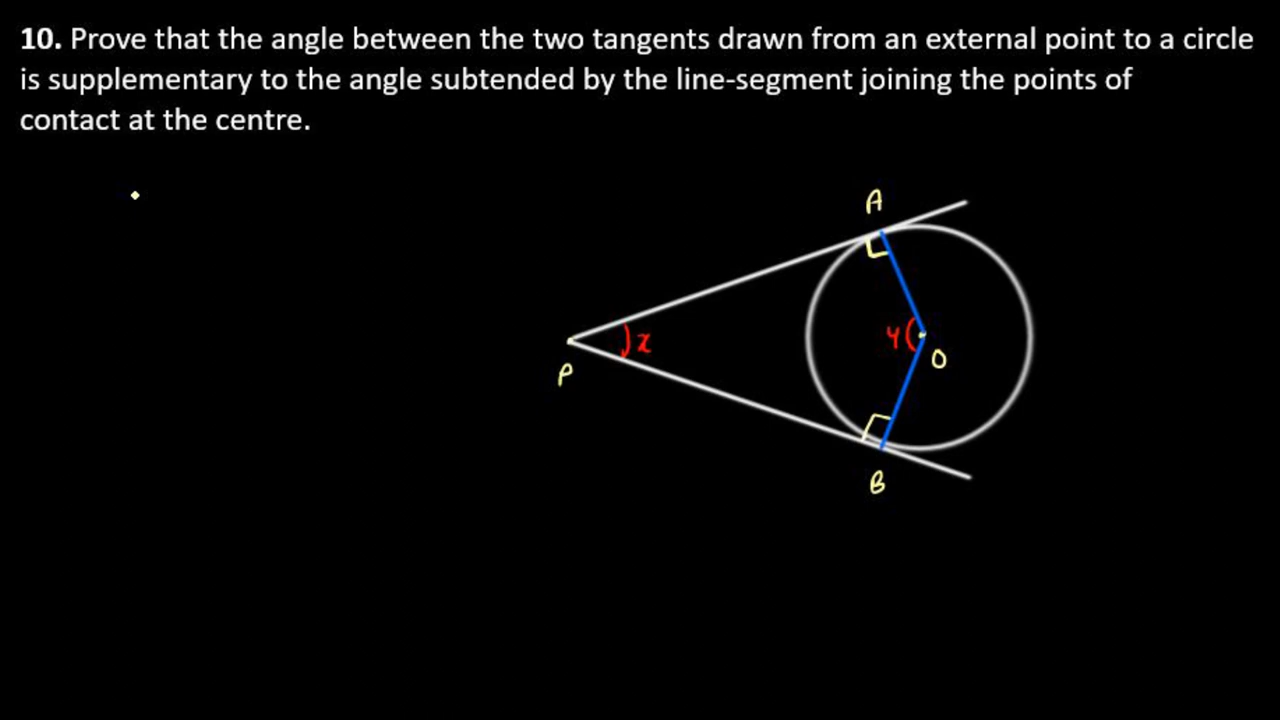 10. Prove that the angle between the two tangents drawn from an external point to a circle
is supplementary to the angle subtended by the line-segment joining the points of
contact at the centre.
A
x
y
O
P
B